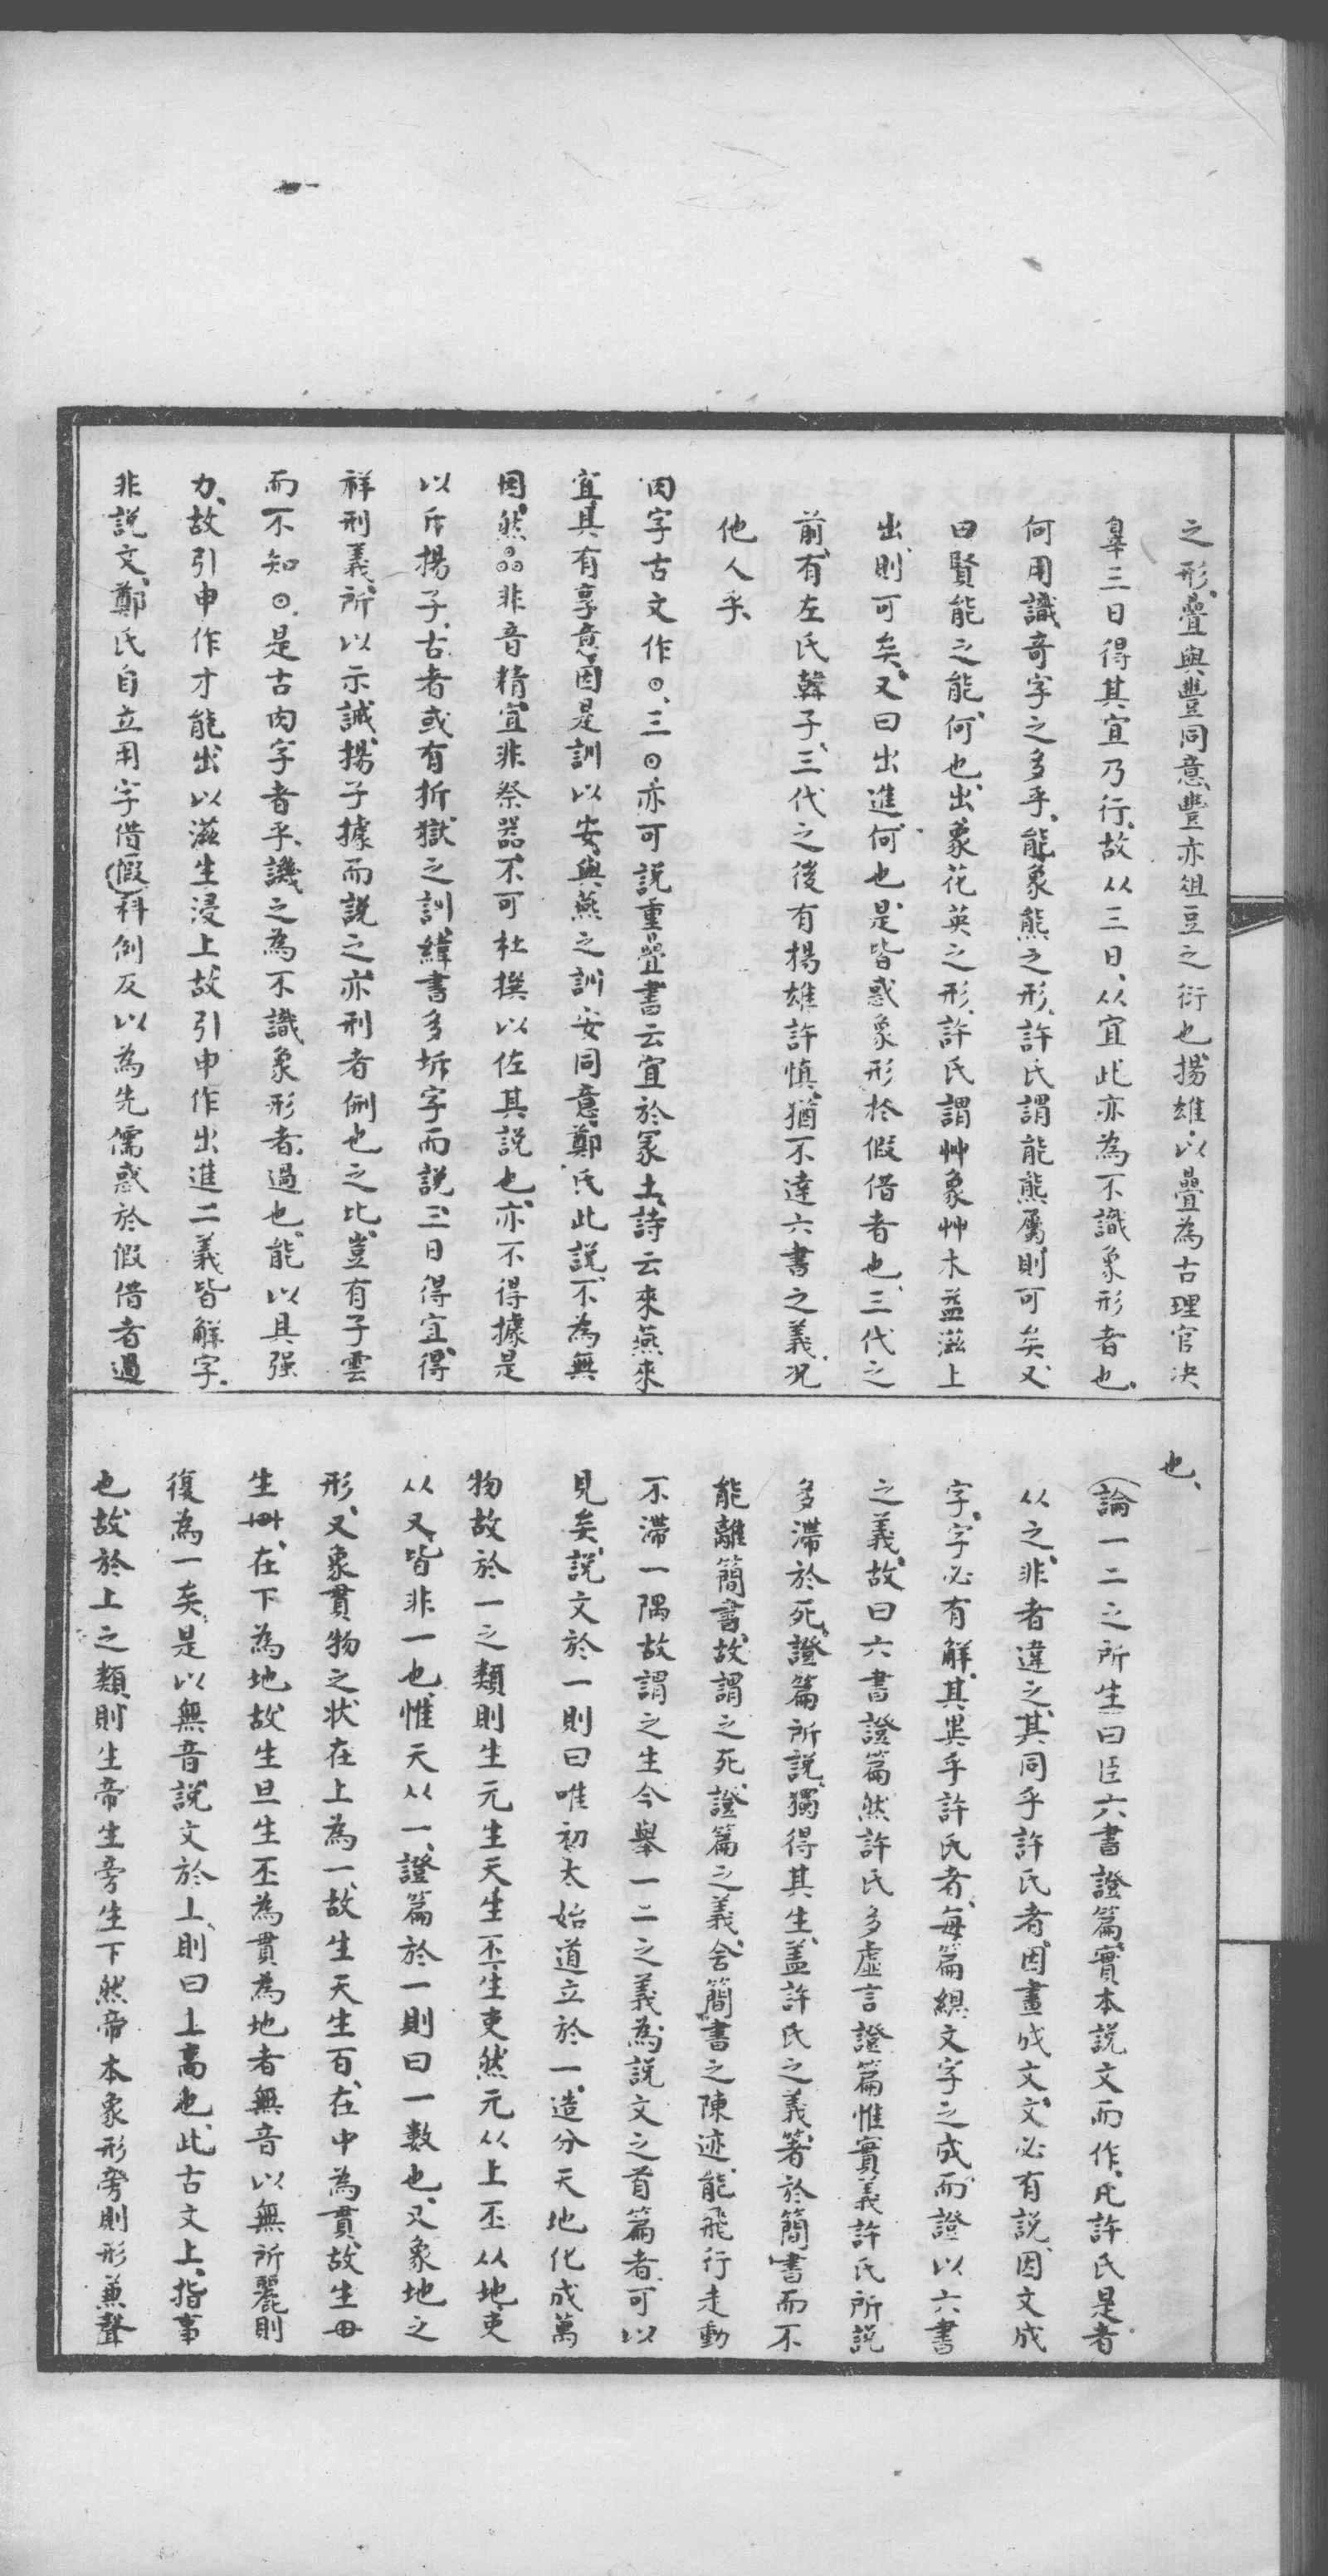 之形、疊與豐同意、豐亦俎豆之衍也、揚雄以疊為古理官決
辠三日得其宜乃行、故从三日、从宜此亦為不識象形者也。
何用識奇字之多乎、能象熊之形、許氏謂能熊屬則可矣又
曰賢能之能、何也、出象花英之形、許氏謂艸象艸木益滋上
出、則可矣、又曰出進、何也、是皆惑象形於假借者也、三代之
前、有左氏韓子、三代之後有揚雄許慎、猶不達六書之義、况
他人乎、
肉字古文作⊙、三⊙亦可説重疊書云宜於冢土、詩云來燕來
宜具有享意、因是訓以安、與燕之訓安同意、鄭氏此説、不為無
因、然⊙⊙⊙非音精、宜非祭器、不可杜撰以佐其説也、亦不得據是
以斥揚子、古者或有折獄之訓、緯書多坼字而説、三日得宜、得
祥刑義、所以示誡、揚子據而説之、亦刑者侀也之比、豈有子雲
而不知⊙、是古肉字者乎、譏之為不識象形者、過也、能以具强
力、故引申作才能、出以滋生浸上、故引申作出進二義皆解字、
非説文、鄭氏自立用字借假科例反以為先儒惑於假借者過
也、
論一二之所生曰臣六書證篇、實本説文而作、凡許氏是者
从之、非者違之、其同乎許氏者、因畫成文、文必有説、因文成
字、字必有解、其異乎許氏者、每篇總文字之成、而證以六書
之義、故曰六書證篇然許氏多虛言證篇惟實義許氏所説
多滯於死、證篇所説、獨得其生、蓋許氏之義、著於簡書而不
能離簡書、故謂之死、證篇之義、舍簡書之陳迹、能飛行走動
不滯一隅故謂之生今舉一二之義、為説文之首篇者、可以
見矣、説文於一則曰唯初太始道立於一、造分天地化成萬
物故於一之類則生元生天生丕生吏然元从上丕从地、吏
从又、皆非一也、惟天从一、證篇於一則曰一數也、又象地之
形、又象貫物之状在上為一、故生天生百、在中為貫、故生毌
生𠕁、在下為地故生旦生丕為貫為地者無音以無所麗則
復為一矣、是以無音、説文於丄、則曰丄高也、此古文上、指事
也故於上之類、則生帝生旁生下然帝本象形旁則形兼聲